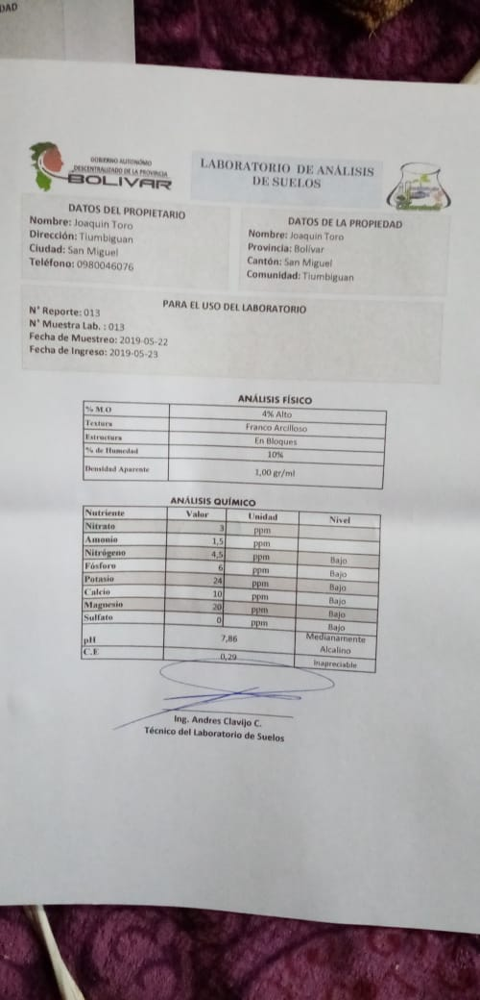 DAD
GOBIERNO AUTONÓMO
DESCENTRALIZADO DE LA PROVINCIA
BOLIVAR
LABORATORIO DE ANÁLISIS
DE SUELOS
DATOS DEL PROPIETARIO
Nombre: Joaquin Toro
Dirección: Tiumbiguan
Ciudad: San Miguel
Teléfono: 0980046076
DATOS DE LA PROPIEDAD
Nombre: Joaquin Toro
Provincia: Bolívar
Cantón: San Miguel
Comunidad: Tiumbiguan
PARA EL USO DEL LABORATORIO
N° Reporte: 013
N° Muestra Lab. : 013
Fecha de Muestreo: 2019-05-22
Fecha de Ingreso: 2019-05-23
ANÁLISIS FÍSICO
% M.O 4% Alto
Textura Franco Arcilloso
Estructura En Bloques
% de Humedad 10%
Densidad Aparente 1,00 gr/ml
ANÁLISIS QUÍMICO
Nutriente Valor Unidad Nivel
Nitrato 3 ppm
Amonio 1,5 ppm
Nitrógeno 4,5 ppm Bajo
Fósforo 6 ppm Bajo
Potasio 24 ppm Bajo
Calcio 10 ppm Bajo
Magnesio 20 ppm Bajo
Sulfato 0 ppm Bajo
pH 7,86 Medianamente Alcalino
C.E 0,29 Inapreciable
Ing. Andres Clavijo C.
Técnico del Laboratorio de Suelos